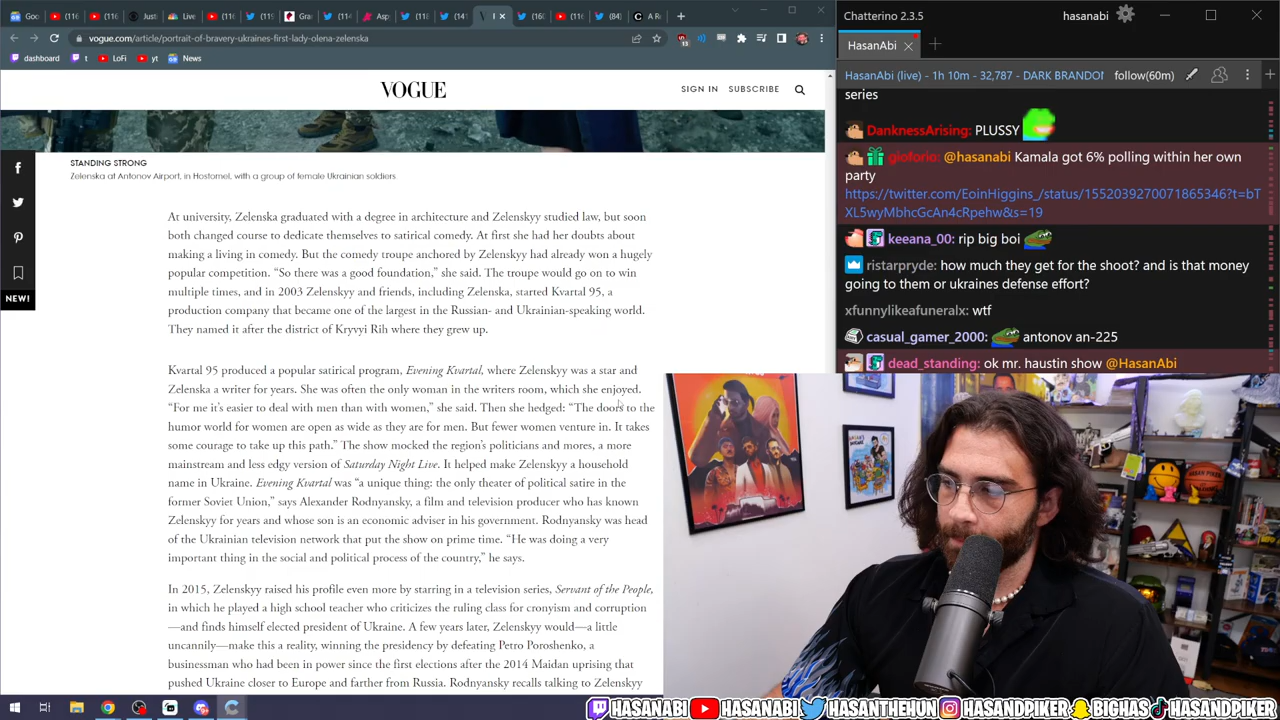 Goo
(116
(116
Just
Live
(116
(119
Gra
(114
Asp
(118
(141
I
(160
(116
(84)
A R
vogue.com/article/portrait-of-bravery-ukraines-first-lady-olena-zelenska
dashboard
t
LoFi
yt
News
VOGUE
SIGN IN
SUBSCRIBE
STANDING STRONG
Zelenska at Antonov Airport, in Hostomel, with a group of female Ukrainian soldiers
NEW!
At university, Zelenska graduated with a degree in architecture and Zelenskyy studied law, but soon
both changed course to dedicate themselves to satirical comedy. At first she had her doubts about
making a living in comedy. But the comedy troupe anchored by Zelenskyy had already won a hugely
popular competition. “So there was a good foundation,” she said. The troupe would go on to win
multiple times, and in 2003 Zelenskyy and friends, including Zelenska, started Kvartal 95, a
production company that became one of the largest in the Russian- and Ukrainian-speaking world.
They named it after the district of Kryvyi Rih where they grew up.
Kvartal 95 produced a popular satirical program, Evening Kvartal, where Zelenskyy was a star and
Zelenska a writer for years. She was often the only woman in the writers room, which she enjoyed.
“For me it’s easier to deal with men than with women,” she said. Then she hedged: “The doors to the
humor world for women are open as wide as they are for men. But fewer women venture in. It takes
some courage to take up this path.” The show mocked the region’s politicians and mores, a more
mainstream and less edgy version of Saturday Night Live. It helped make Zelenskyy a household
name in Ukraine. Evening Kvartal was “a unique thing: the only theater of political satire in the
former Soviet Union,” says Alexander Rodnyansky, a film and television producer who has known
Zelenskyy for years and whose son is an economic adviser in his government. Rodnyansky was head
of the Ukrainian television network that put the show on prime time. “He was doing a very
important thing in the social and political process of the country,” he says.
In 2015, Zelenskyy raised his profile even more by starring in a television series, Servant of the People,
in which he played a high school teacher who criticizes the ruling class for cronyism and corruption
—and finds himself elected president of Ukraine. A few years later, Zelenskyy would—a little
uncannily—make this a reality, winning the presidency by defeating Petro Poroshenko, a
businessman who had been in power since the first elections after the 2014 Maidan uprising that
pushed Ukraine closer to Europe and farther from Russia. Rodnyansky recalls talking to Zelenskyy
Chatterino 2.3.5
hasanabi
HasanAbi
HasanAbi (live) - 1h 10m - 32,787 - DARK BRANDON
follow(60m)
series
DanknessArising: PLUSSY
gioforio: @hasanabi Kamala got 6% polling within her own
party
https://twitter.com/EoinHiggins_/status/1552039270071865346?t=bT
XL5wyMbhcGcAn4cRpehw&s=19
keeana_00: rip big boi
ristarpryde: how much they get for the shoot? and is that money
going to them or ukraines defense effort?
xfunnylikeafuneralx: wtf
casual_gamer_2000: antonov an-225
dead_standing: ok mr. haustin show @HasanAbi
HASANABI
HASANABI
HASANTHEHUN
HASANDPIKER
BIGHAS
HASANDPIKER